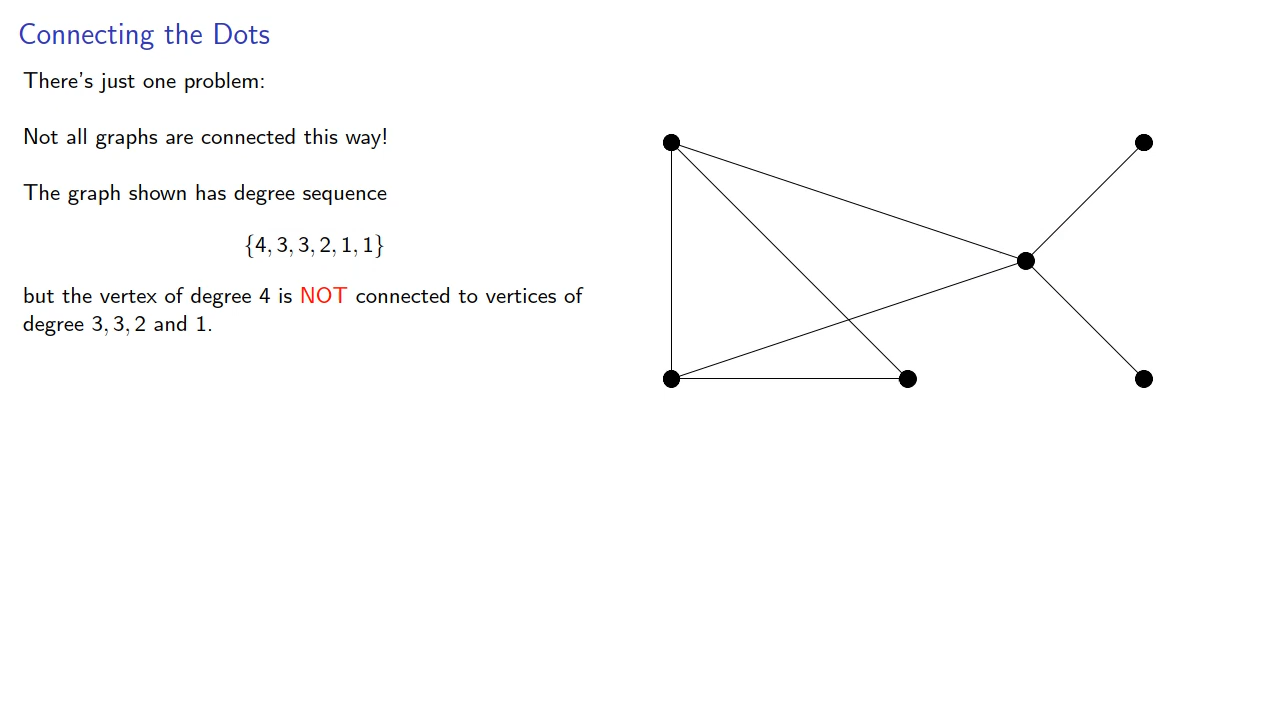 Connecting the Dots
There's just one problem:
Not all graphs are connected this way!
The graph shown has degree sequence
{4, 3, 3, 2, 1, 1}
but the vertex of degree 4 is NOT connected to vertices of
degree 3, 3, 2 and 1.